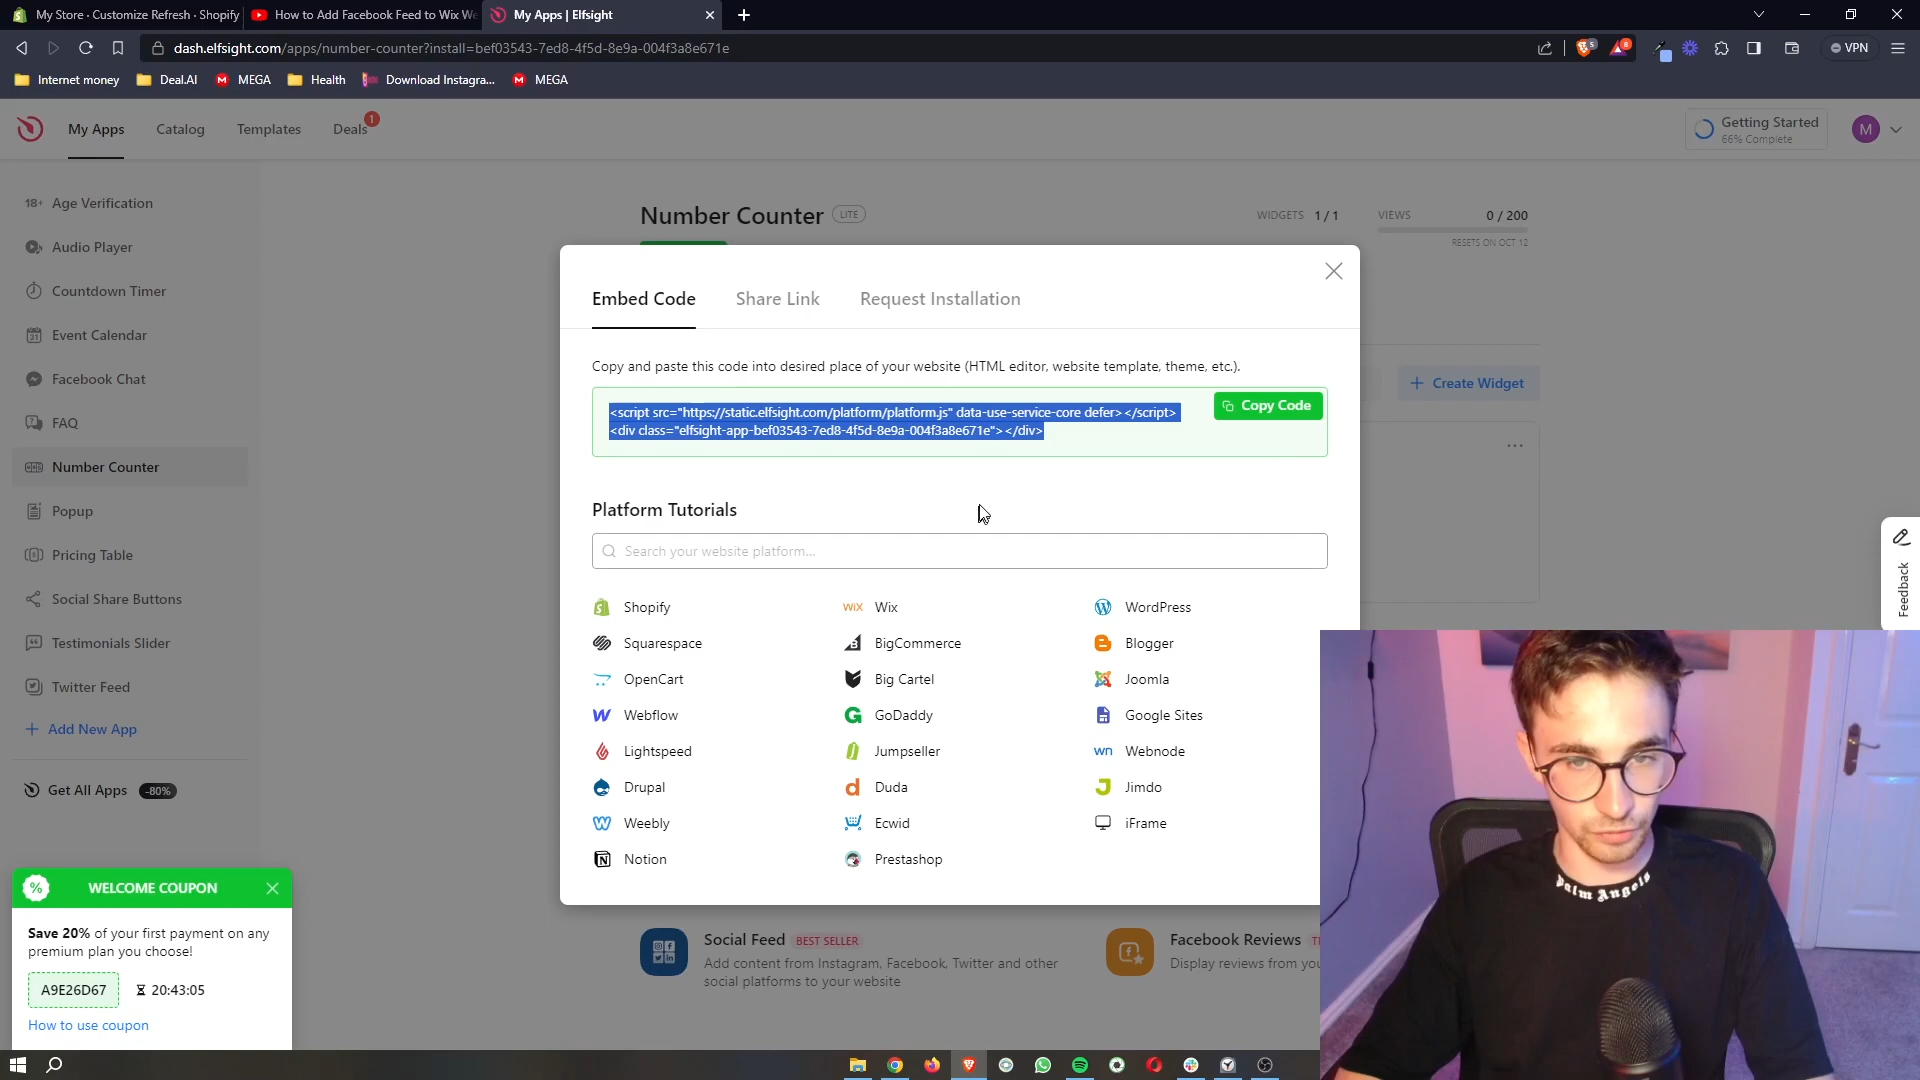 My Store · Customize Refresh · Shopify
How to Add Facebook Feed to Wix We
My Apps | Elfsight
dash.elfsight.com/apps/number-counter?install=bef03543-7ed8-4f5d-8e9a-004f3a8e671e
VPN
Internet money
Deal.AI
MEGA
Health
Download Instagra...
MEGA
My Apps
Catalog
Templates
Deals
1
Getting Started
66% Complete
M
18+ Age Verification
Audio Player
Countdown Timer
Event Calendar
Facebook Chat
FAQ
Number Counter
Popup
Pricing Table
Social Share Buttons
Testimonials Slider
Twitter Feed
+ Add New App
Get All Apps -80%
Number Counter LITE
WIDGETS 1 / 1
VIEWS 0 / 200
RESETS ON OCT 12
+ Create Widget
Embed Code
Share Link
Request Installation
Copy and paste this code into desired place of your website (HTML editor, website template, theme, etc.).
<script src="https://static.elfsight.com/platform/platform.js" data-use-service-core defer></script>
<div class="elfsight-app-bef03543-7ed8-4f5d-8e9a-004f3a8e671e"></div>
Copy Code
Platform Tutorials
Search your website platform...
Shopify
Wix
WordPress
Squarespace
BigCommerce
Blogger
OpenCart
Big Cartel
Joomla
Webflow
GoDaddy
Google Sites
Lightspeed
Jumpseller
Webnode
Drupal
Duda
Jimdo
Weebly
Ecwid
iFrame
Notion
Prestashop
Feedback
WELCOME COUPON
Save 20% of your first payment on any
premium plan you choose!
A9E26D67
20:43:05
How to use coupon
Social Feed BEST SELLER
Add content from Instagram, Facebook, Twitter and other
social platforms to your website
Facebook Reviews
Display reviews from you
Palm Angels